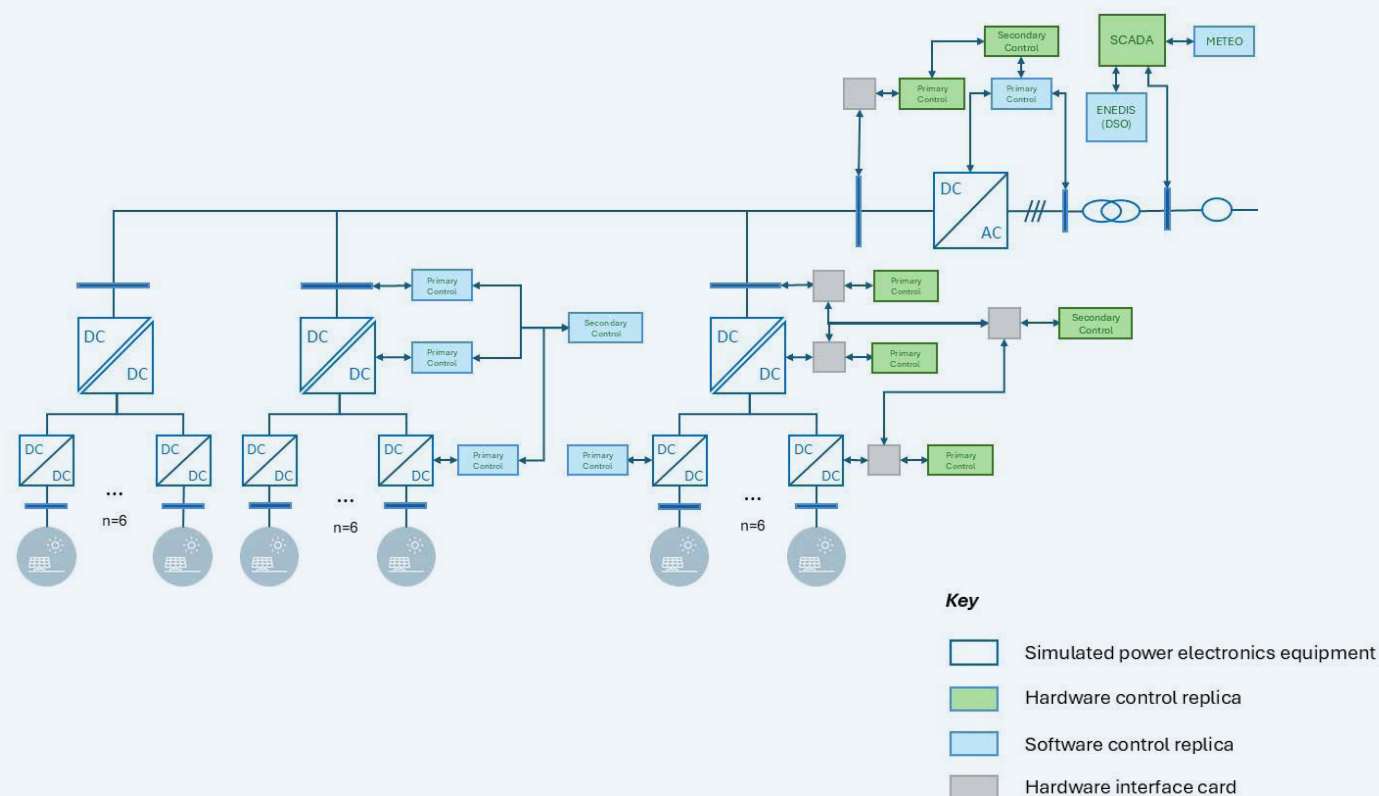 Secondary
Control
SCADA
METEO
Primary
Control
Primary
Control
ENEDIS
(DSO)
DC
AC
Primary
Control
Primary
Control
DC
DC
DC
DC
Secondary
Control
Primary
Control
DC
DC
Secondary
Control
Primary
Control
DC
DC
DC
DC
DC
DC
DC
DC
Primary
Control
Primary
Control
DC
DC
DC
DC
Primary
Control
...
n=6
...
n=6
...
n=6
Key
Simulated power electronics equipment
Hardware control replica
Software control replica
Hardware interface card